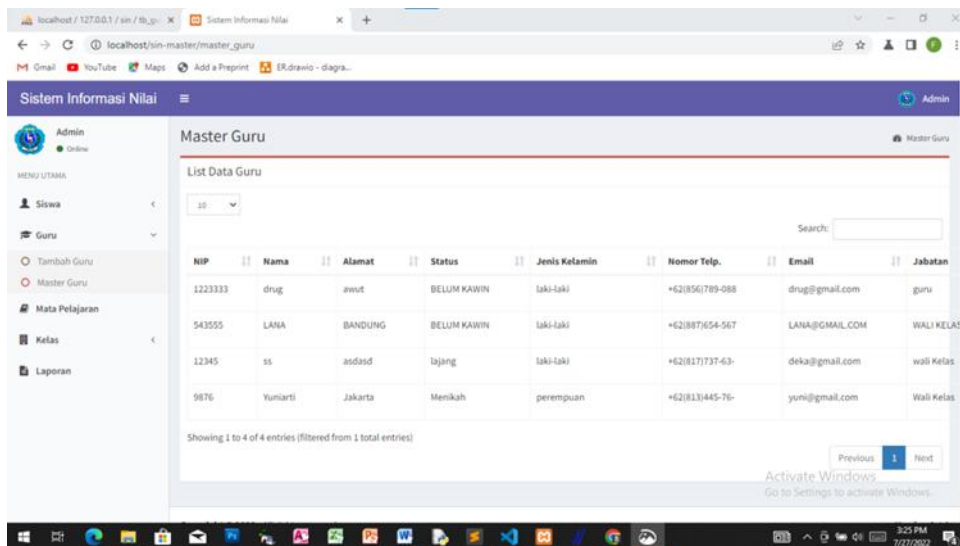 localhost / 127.0.0.1 / sin / tb_g
Sistem Informasi Nilai
localhost/sin-master/master_guru
Gmail
YouTube
Maps
Add a Preprint
ER.drawio - diagra...
Sistem Informasi Nilai
Admin
Admin
Online
MENU UTAMA
Siswa
Guru
Tambah Guru
Master Guru
Mata Pelajaran
Kelas
Laporan
Master Guru
Master Guru
List Data Guru
10
Search:
NIP Nama Alamat Status Jenis Kelamin Nomor Telp. Email Jabatan
1223333 drug awut BELUM KAWIN laki-laki +62(856)789-088 drug@gmail.com guru
543555 LANA BANDUNG BELUM KAWIN laki-laki +62(887)654-567 LANA@GMAIL.COM WALI KELAS
12345 ss asdasd lajang laki-laki +62(817)737-63- deka@gmail.com wali Kelas
9876 Yuniarti Jakarta Menikah perempuan +62(813)445-76- yuni@gmail.com Wali Kelas
Showing 1 to 4 of 4 entries (filtered from 1 total entries)
Previous 1 Next
Activate Windows
Go to Settings to activate Windows.
3:25 PM
7/27/2022